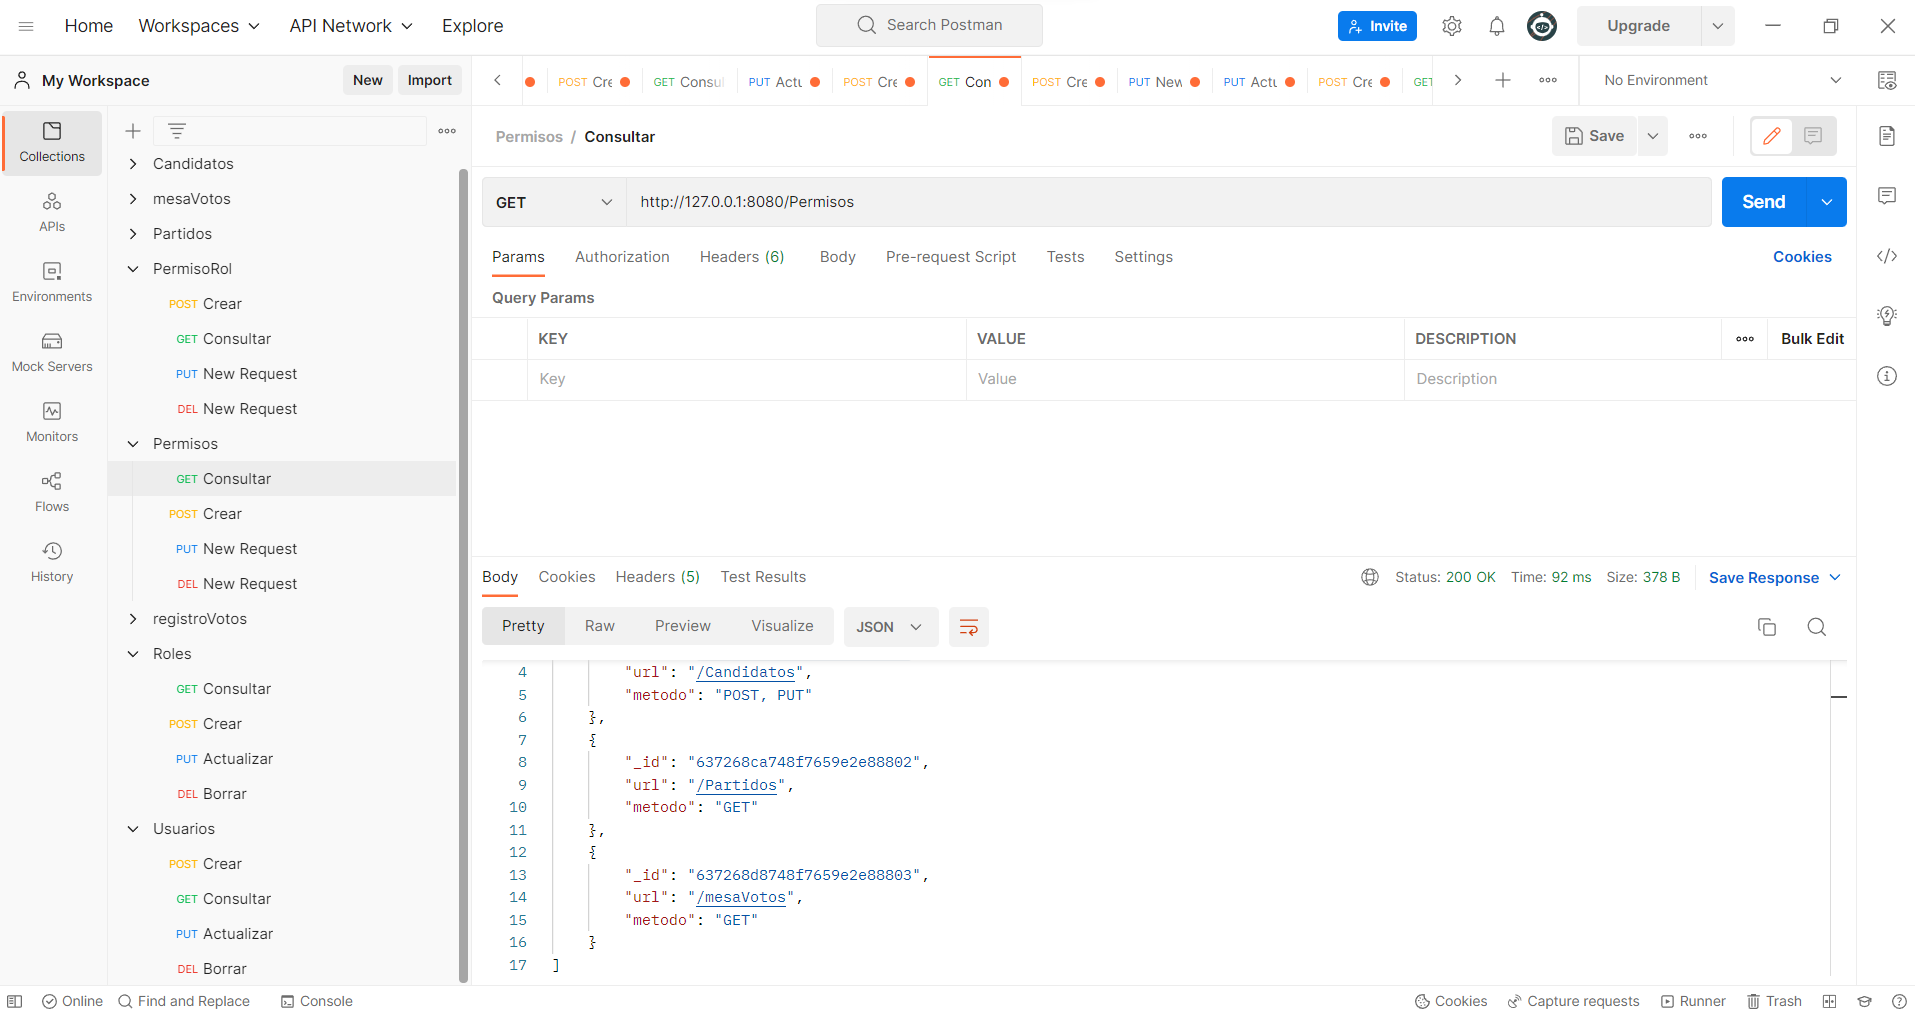 Home Workspaces API Network Explore Search Postman Invite Upgrade
My Workspace New Import
POST Cre GET Consul PUT Actu POST Cre GET Con POST Cre PUT New PUT Actu POST Cre GET No Environment
Collections
APIs
Environments
Mock Servers
Monitors
Flows
History
Candidatos
mesaVotos
Partidos
PermisoRol
POST Crear
GET Consultar
PUT New Request
DEL New Request
Permisos
GET Consultar
POST Crear
PUT New Request
DEL New Request
registroVotos
Roles
GET Consultar
POST Crear
PUT Actualizar
DEL Borrar
Usuarios
POST Crear
GET Consultar
PUT Actualizar
DEL Borrar
Permisos / Consultar Save
GET http://127.0.0.1:8080/Permisos Send
Params Authorization Headers (6) Body Pre-request Script Tests Settings Cookies
Query Params
KEY VALUE DESCRIPTION Bulk Edit
Key Value Description
Body Cookies Headers (5) Test Results Status: 200 OK Time: 92 ms Size: 378 B Save Response
Pretty Raw Preview Visualize JSON
4 "url": "/Candidatos",
5 "metodo": "POST, PUT"
6 },
7 {
8 "_id": "637268ca748f7659e2e88802",
9 "url": "/Partidos",
10 "metodo": "GET"
11 },
12 {
13 "_id": "637268d8748f7659e2e88803",
14 "url": "/mesaVotos",
15 "metodo": "GET"
16 }
17 ]
Online Find and Replace Console Cookies Capture requests Runner Trash